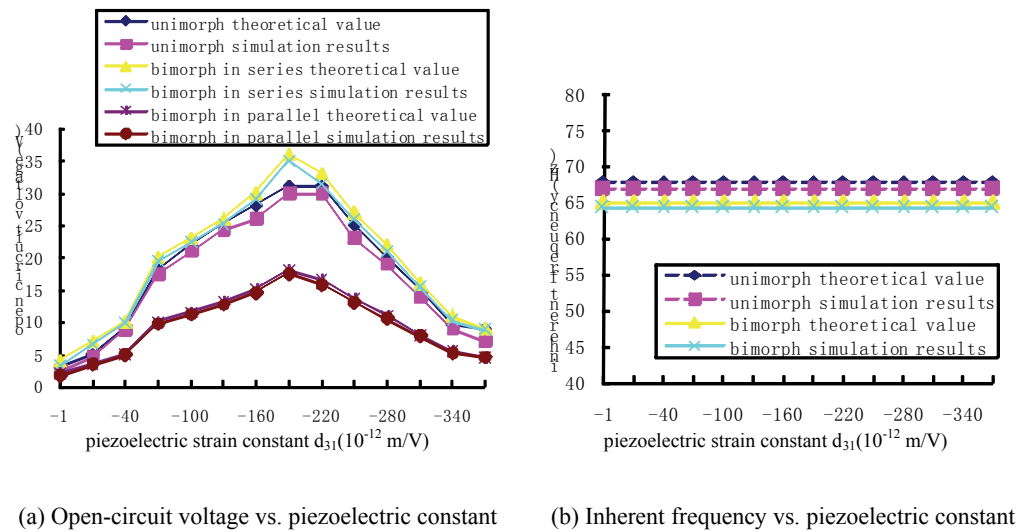 unimorph theoretical value
unimorph simulation results
bimorph in series theoretical value
bimorph in series simulation results
bimorph in parallel theoretical value
bimorph in parallel simulation results
40
35
30
25
20
15
10
5
0
-1
-40
-100
-160
-220
-280
-340
piezoelectric strain constant d₃₁(10⁻¹² m/V)
80
75
70
65
60
55
50
45
40
unimorph theoretical value
unimorph simulation results
bimorph theoretical value
bimorph simulation results
-1
-40
-100
-160
-220
-280
-340
piezoelectric strain constant d₃₁(10⁻¹² m/V)
(a) Open-circuit voltage vs. piezoelectric constant
(b) Inherent frequency vs. piezoelectric constant